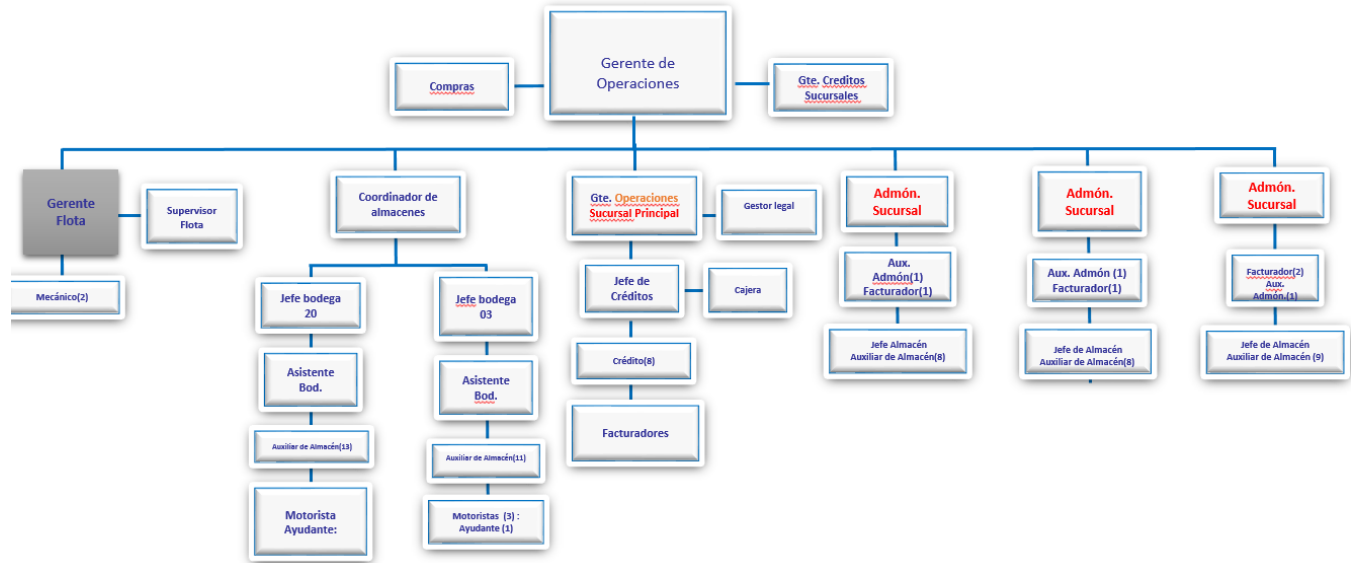 Gerente de
Operaciones
Compras
Gte. Creditos
Sucursales
Gerente
Flota
Supervisor
Flota
Mecánico(2)
Coordinador de
almacenes
Jefe bodega
20
Asistente
Bod.
Auxiliar de Almacén(13)
Motorista
Ayudante:
Jefe bodega
03
Asistente
Bod.
Auxiliar de Almacén(11)
Motoristas (3) :
Ayudante (1)
Gte. Operaciones
Sucursal Principal
Gestor legal
Jefe de
Créditos
Cajera
Crédito(8)
Facturadores
Admón.
Sucursal
Aux.
Admón(1)
Facturador(1)
Jefe Almacén
Auxiliar de Almacén(8)
Admón.
Sucursal
Aux. Admón (1)
Facturador(1)
Jefe de Almacén
Auxiliar de Almacén(8)
Admón.
Sucursal
Facturador(2)
Aux.
Admón.(1)
Jefe de Almacén
Auxiliar de Almacén (9)